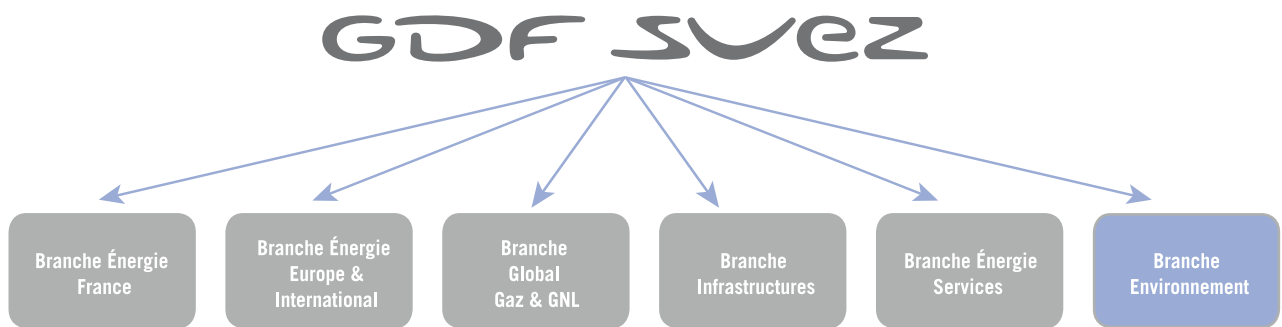 GDF SUEZ
Branche Énergie
France
Branche Énergie
Europe &
International
Branche
Global
Gaz & GNL
Branche
Infrastructures
Branche Énergie
Services
Branche
Environnement